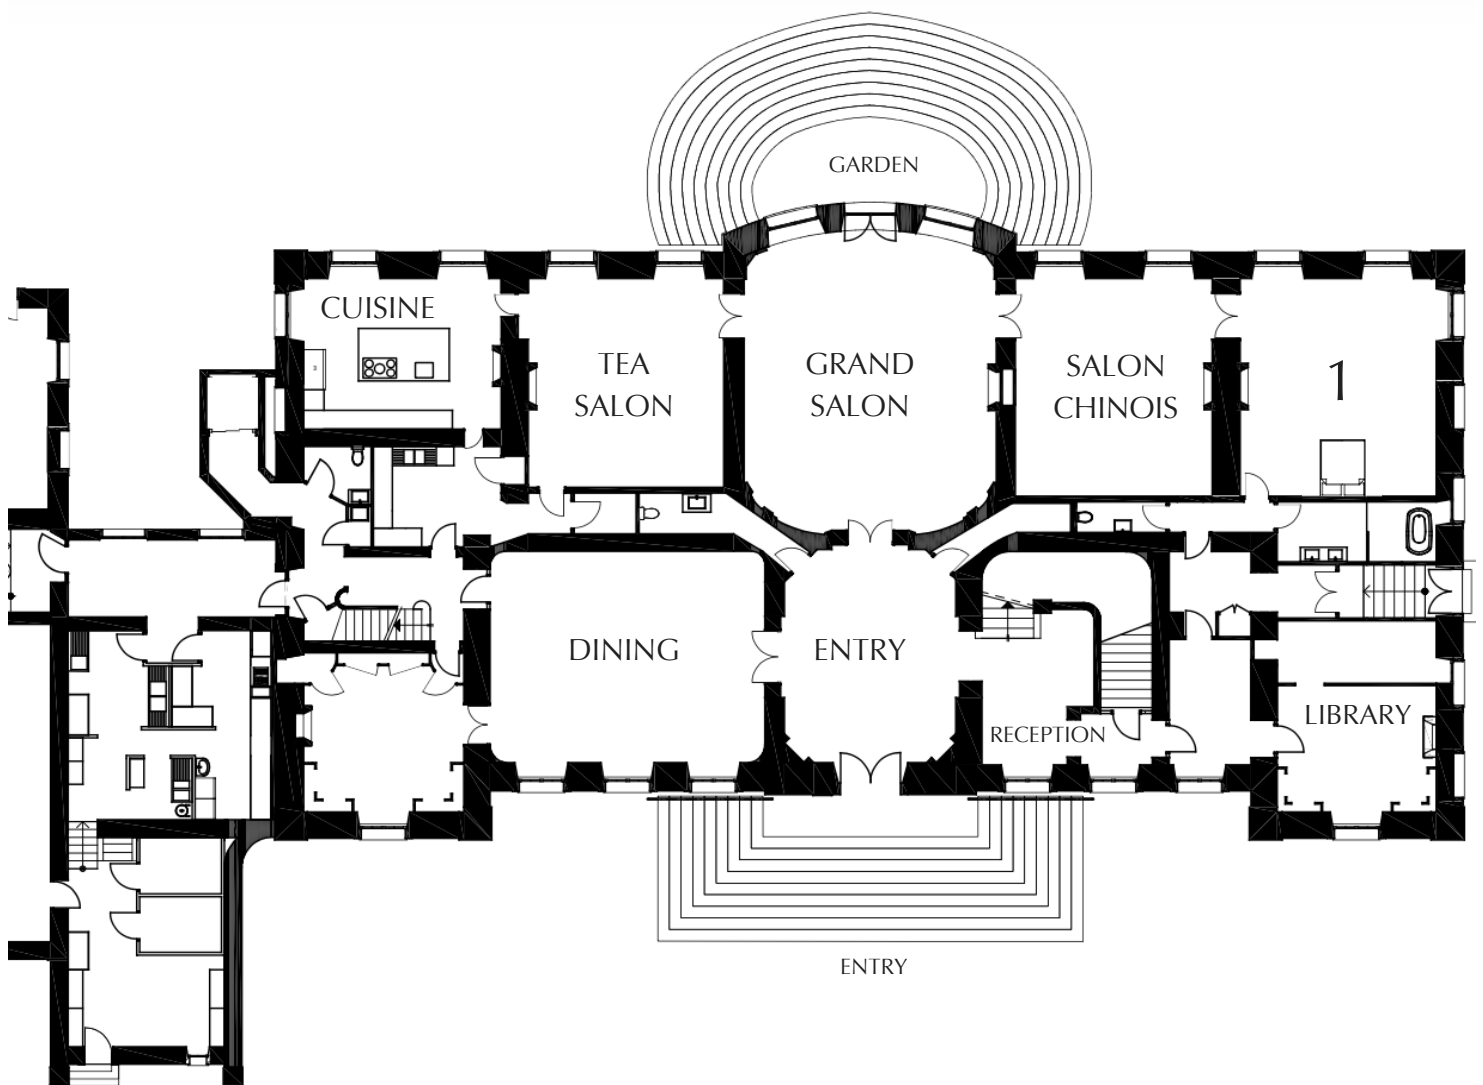 GARDEN
CUISINE
TEA
SALON
GRAND
SALON
SALON
CHINOIS
1
DINING
ENTRY
RECEPTION
LIBRARY
ENTRY